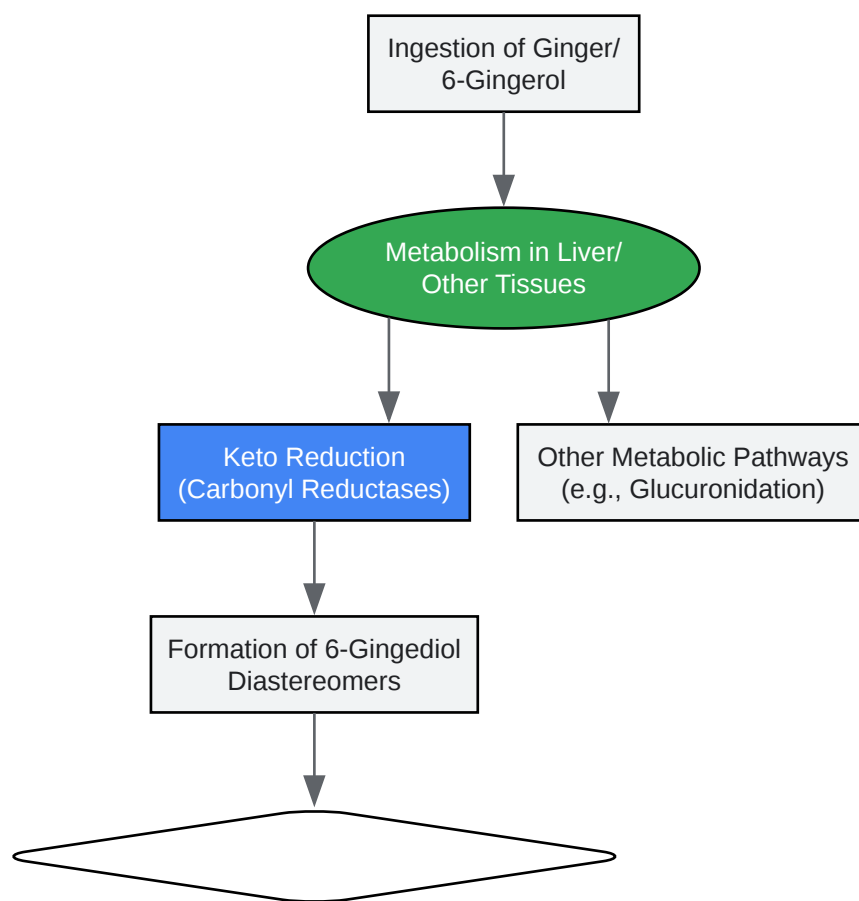 Ingestion of Ginger/
6-Gingerol
Metabolism in Liver/
Other Tissues
Keto Reduction
(Carbonyl Reductases)
Other Metabolic Pathways
(e.g., Glucuronidation)
Formation of 6-Gingediol
Diastereomers